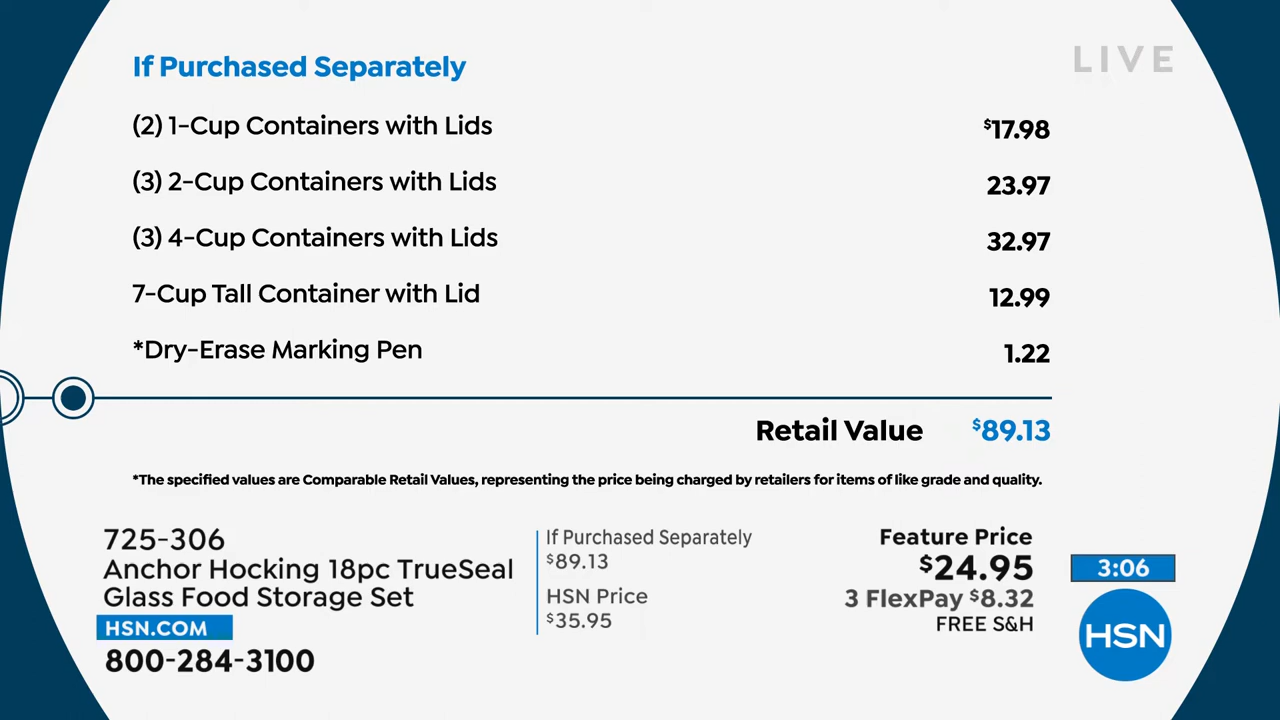 LIVE
If Purchased Separately
(2) 1-Cup Containers with Lids $17.98
(3) 2-Cup Containers with Lids 23.97
(3) 4-Cup Containers with Lids 32.97
7-Cup Tall Container with Lid 12.99
*Dry-Erase Marking Pen 1.22
Retail Value $89.13
*The specified values are Comparable Retail Values, representing the price being charged by retailers for items of like grade and quality.
725-306
Anchor Hocking 18pc TrueSeal
Glass Food Storage Set
HSN.COM
800-284-3100
If Purchased Separately
$89.13
HSN Price
$35.95
Feature Price
$24.95
3 FlexPay $8.32
FREE S&H
3:06
HSN